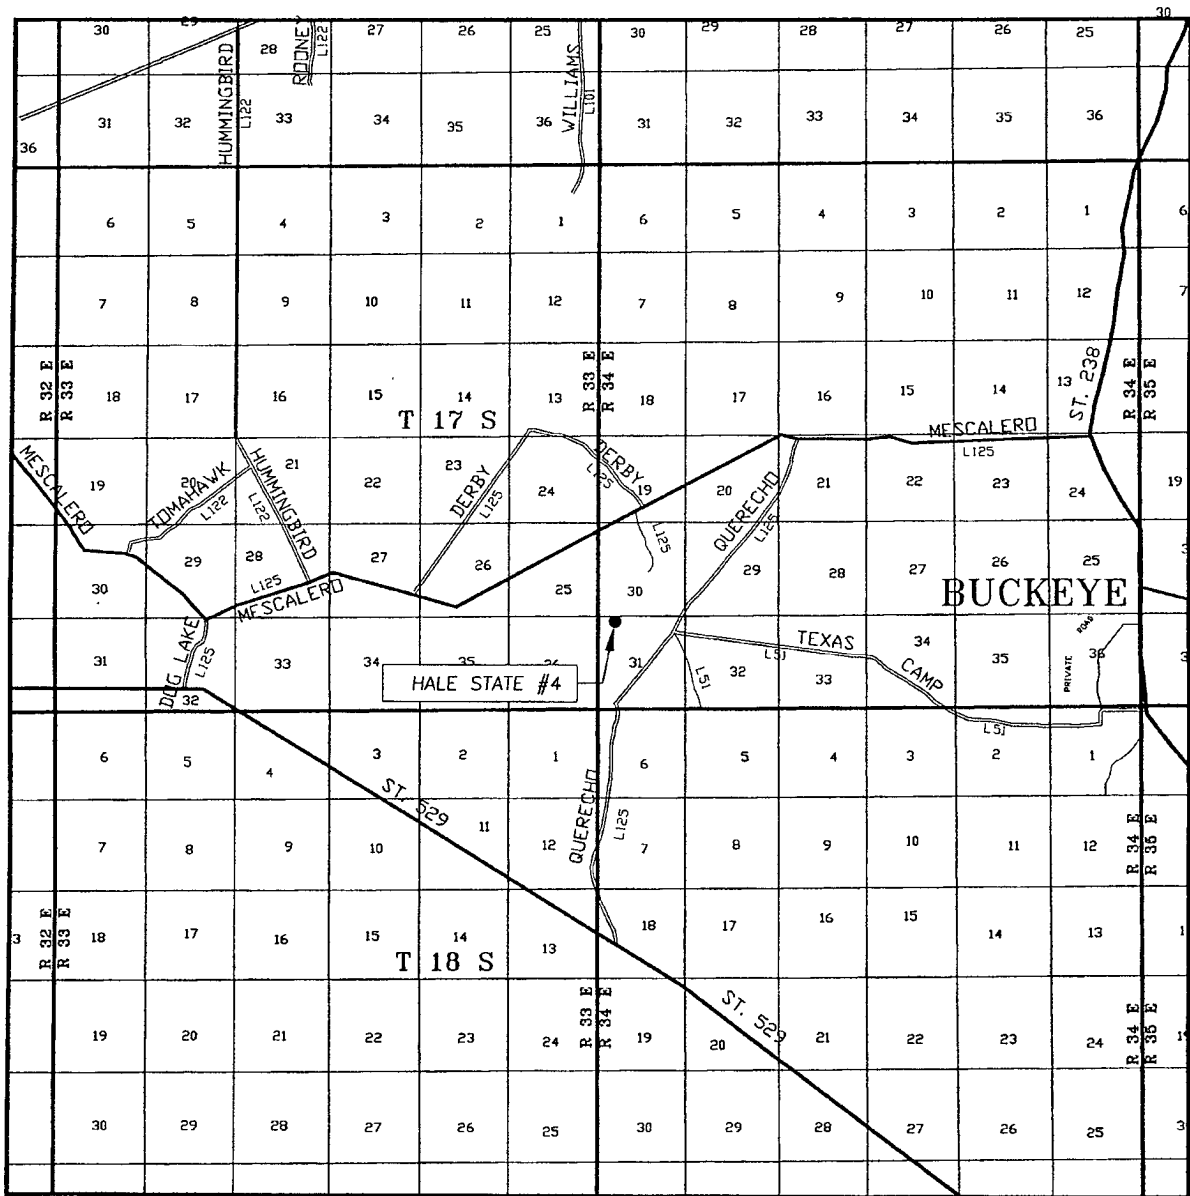 30
30 29 28 27 26 25 30 29 28 27 26 25
HUMMINGBIRD
L122
ROONEY
L122
WILLIAMS
L101
36 31 32 33 34 35 36 31 32 33 34 35 36
6 5 4 3 2 1 6 5 4 3 2 1 6
7 8 9 10 11 12 7 8 9 10 11 12 7
R 32 E
R 33 E
R 33 E
R 34 E
R 34 E
R 35 E
ST. 238
18 17 16 15 14 13 18 17 16 15 14 13
T 17 S
MESCALERO
L125
MESCALERO
TOMAHAWK
L122
HUMMINGBIRD
L122
DERBY
L125
DERBY
L125
L125
QUERECHO
L125
19 20 21 22 23 24 19 20 21 22 23 24 19
30 29 28 27 26 25 30 29 28 27 26 25
L125
MESCALERO
BUCKEYE
DOG LAKE
L125
TEXAS
CAMP
L51
L51
L51
PRIVATE
ROAD
31 32 33 34 35 31 32 33 34 35 36
HALE STATE #4
6 5 4 3 2 1 6 5 4 3 2 1
ST. 529
QUERECHO
L125
7 8 9 10 11 12 7 8 9 10 11 12
R 34 E
R 35 E
R 32 E
R 33 E
3 18 17 16 15 14 13 18 17 16 15 14 13
T 18 S
R 33 E
R 34 E
ST. 529
R 34 E
R 35 E
19 20 21 22 23 24 19 20 21 22 23 24
30 29 28 27 26 25 30 29 28 27 26 25